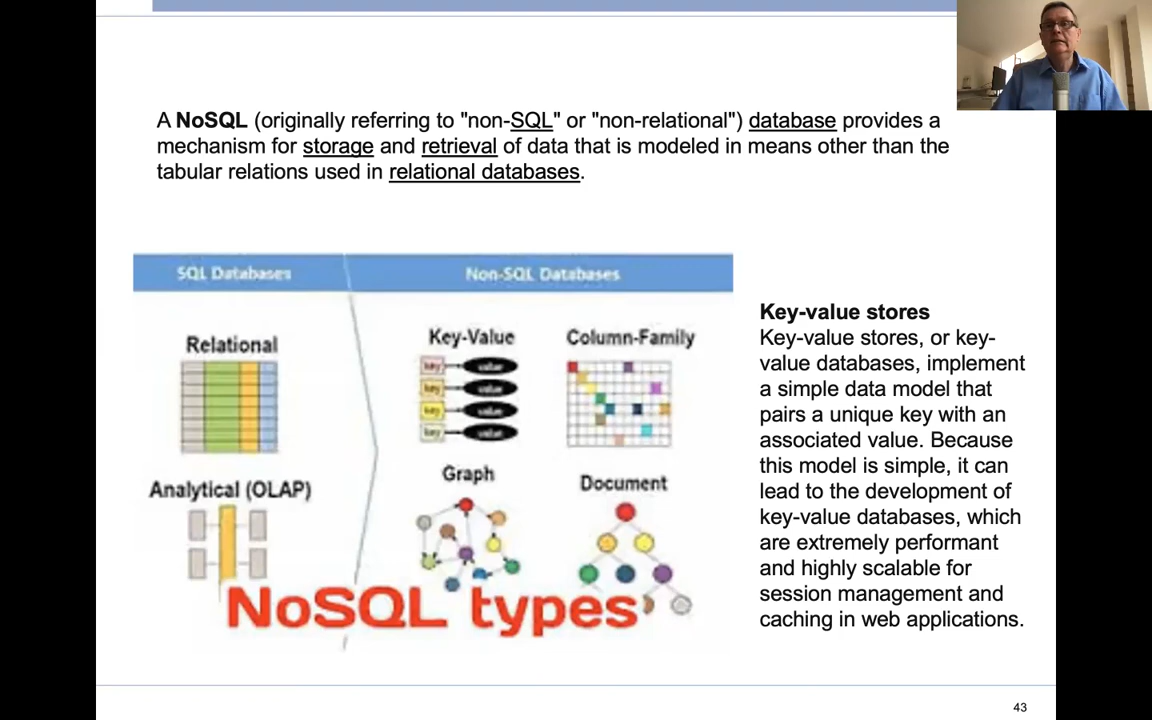 A NoSQL (originally referring to "non-SQL" or "non-relational") database provides a
mechanism for storage and retrieval of data that is modeled in means other than the
tabular relations used in relational databases.
SQL Databases
Non-SQL Databases
Relational
Key-Value
Column-Family
key value
key value
key value
key value
Analytical (OLAP)
Graph
Document
NoSQL types
Key-value stores
Key-value stores, or key-
value databases, implement
a simple data model that
pairs a unique key with an
associated value. Because
this model is simple, it can
lead to the development of
key-value databases, which
are extremely performant
and highly scalable for
session management and
caching in web applications.
43